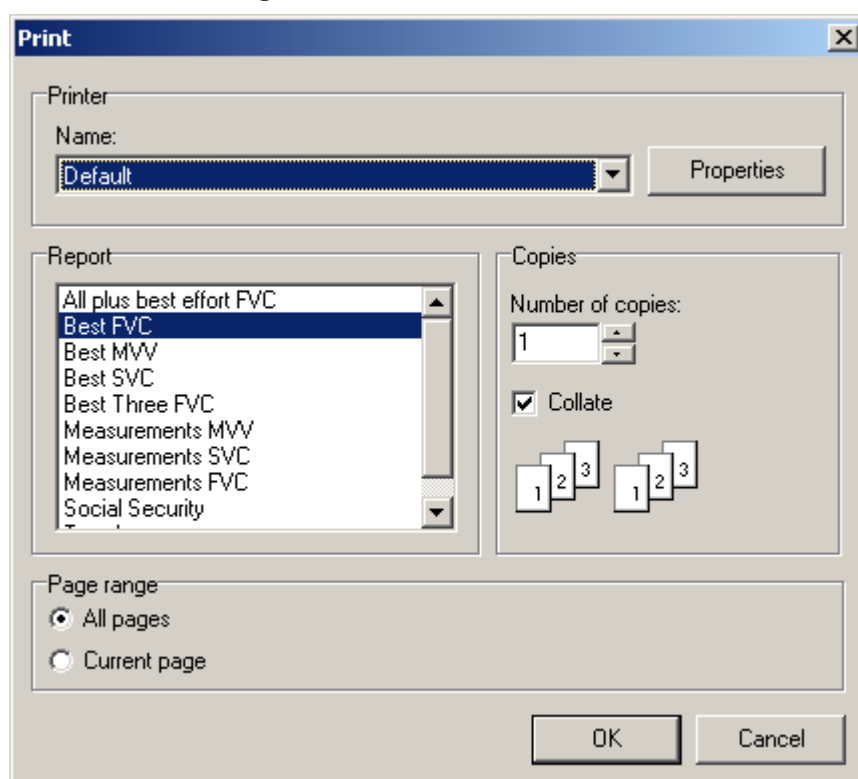 Print
Printer
Name:
Default
Properties
Report
All plus best effort FVC
Best FVC
Best MVV
Best SVC
Best Three FVC
Measurements MVV
Measurements SVC
Measurements FVC
Social Security
Copies
Number of copies:
1
Collate
1 2 3 1 2 3
Page range
All pages
Current page
OK Cancel